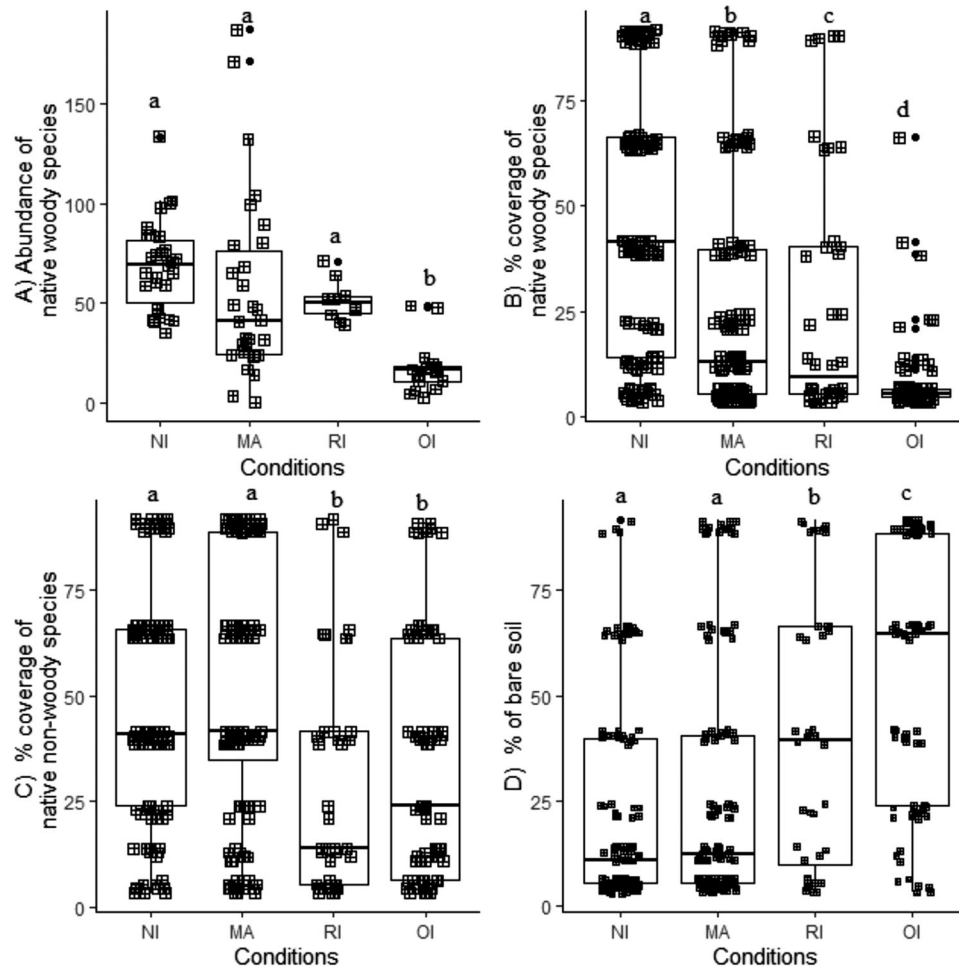 A) Abundance of
native woody species
150
100
50
0
a
a
a
b
NI
MA
RI
OI
Conditions
B) % coverage of
native woody species
75
50
25
0
a
b
c
d
NI
MA
RI
OI
Conditions
C) % coverage of
native non-woody species
75
50
25
0
a
a
b
b
NI
MA
RI
OI
Conditions
D) % of bare soil
75
50
25
0
a
a
b
c
NI
MA
RI
OI
Conditions